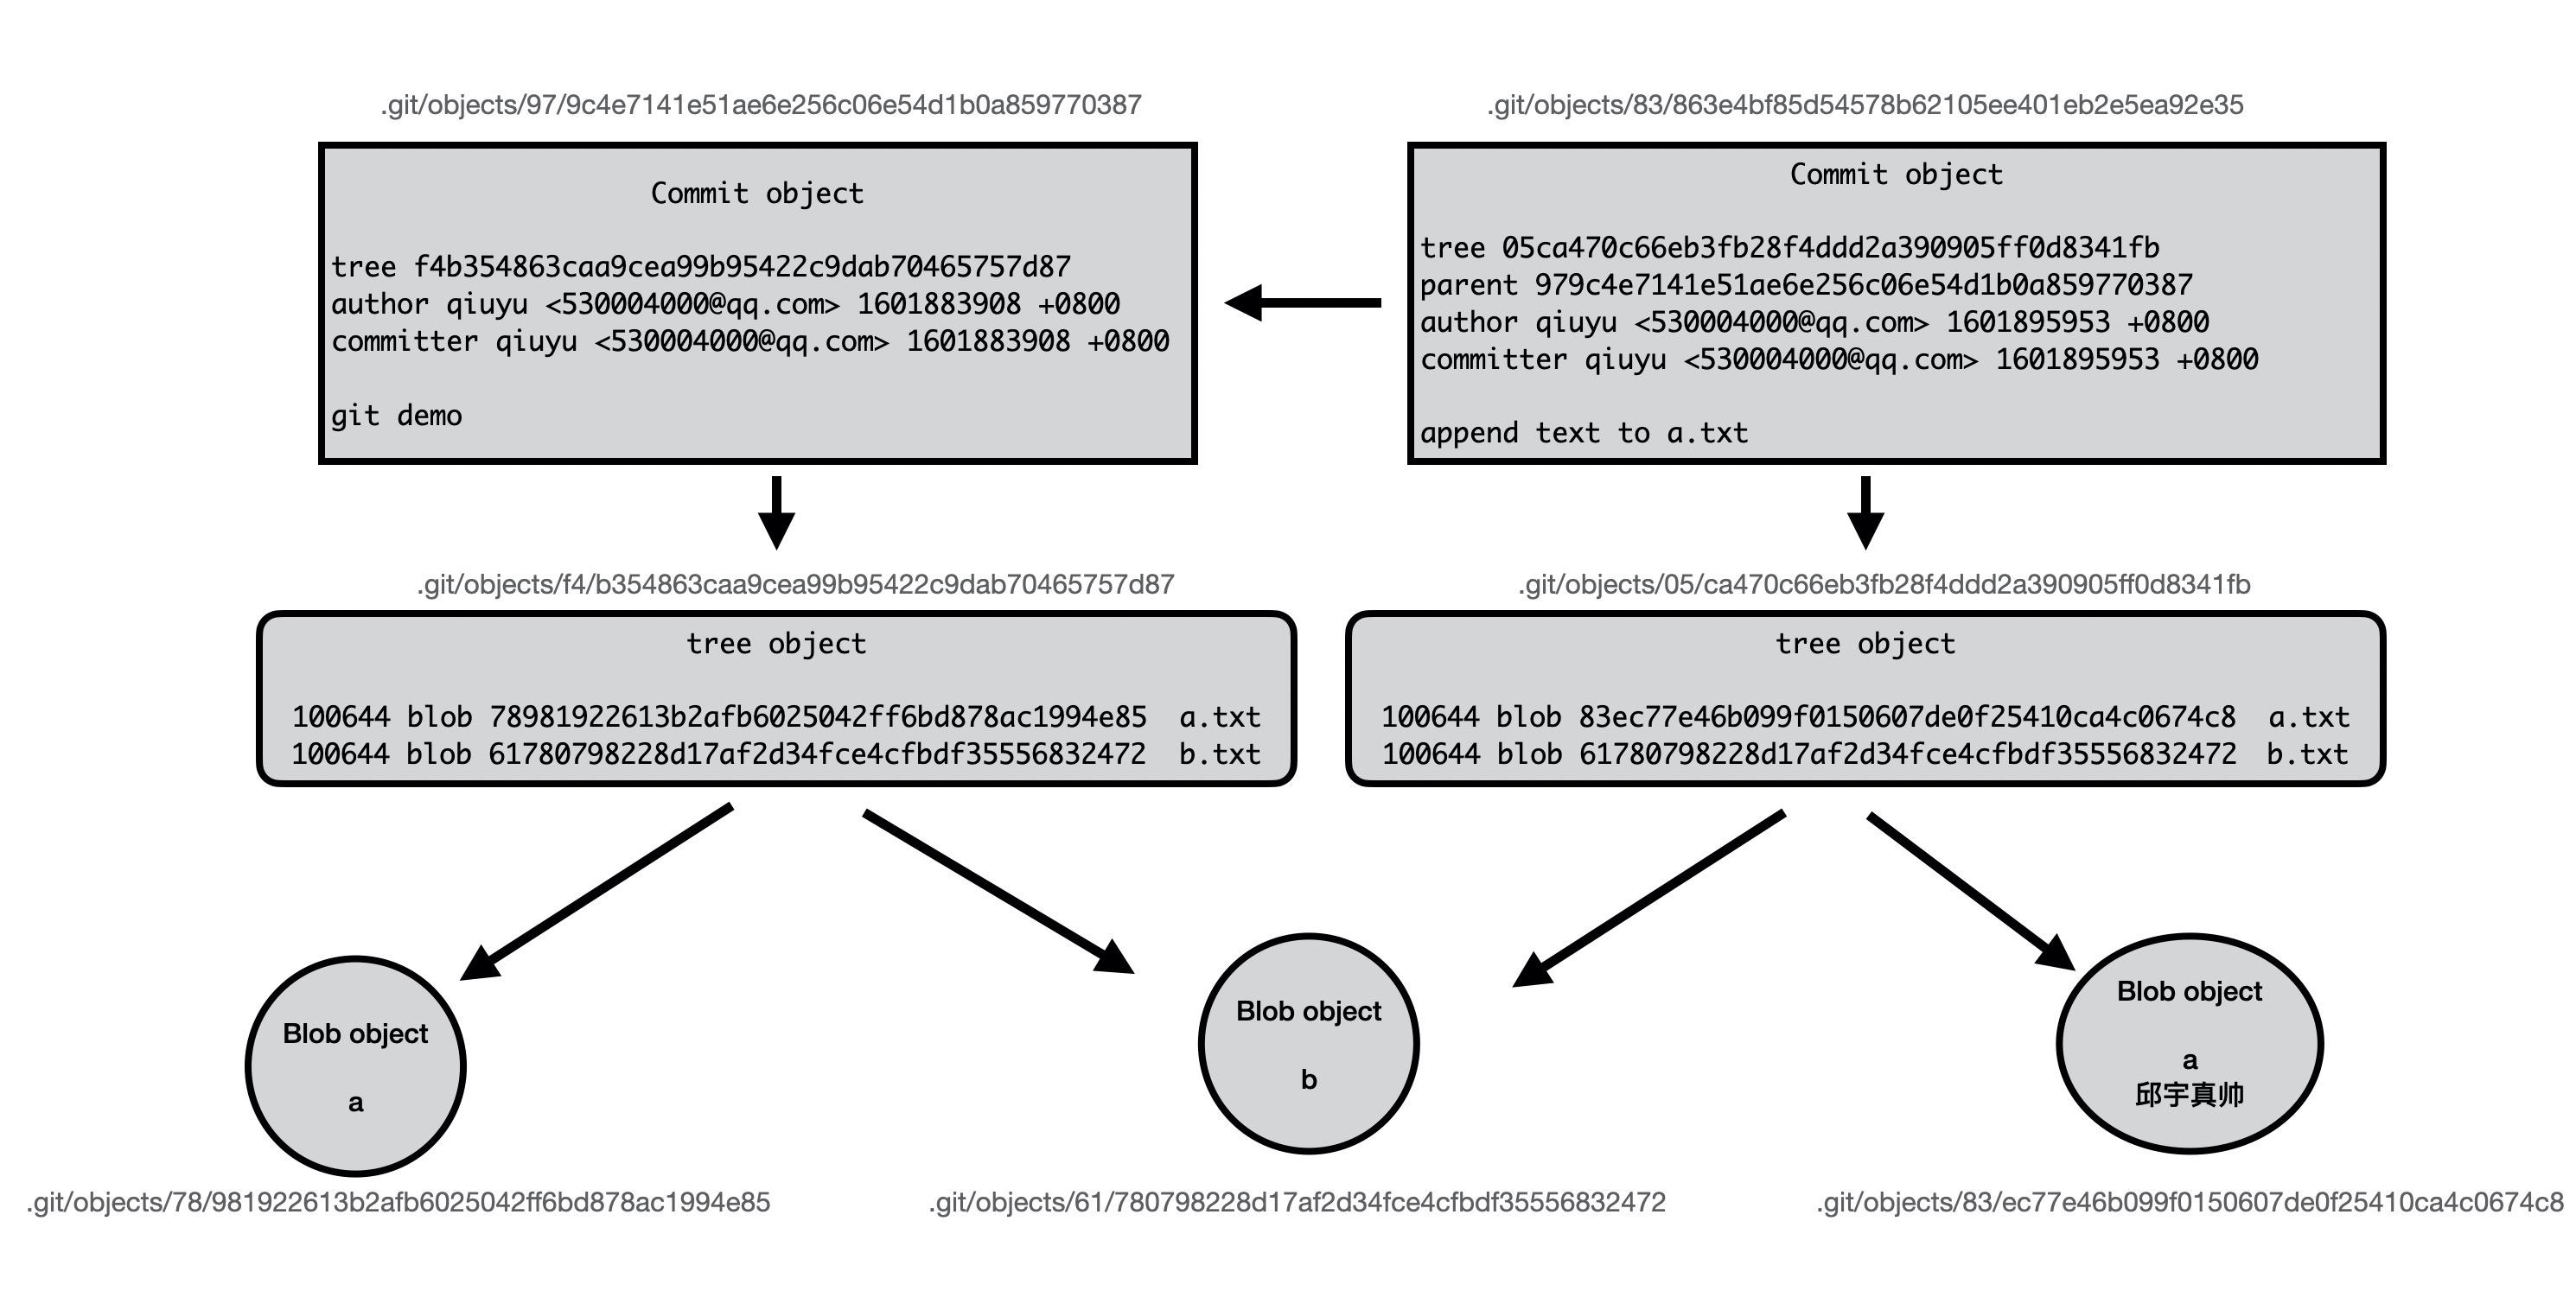 .git/objects/97/9c4e7141e51ae6e256c06e54d1b0a859770387
Commit object
tree f4b354863caa9cea99b95422c9dab70465757d87
author qiuyu <530004000@qq.com> 1601883908 +0800
committer qiuyu <530004000@qq.com> 1601883908 +0800
git demo
.git/objects/83/863e4bf85d54578b62105ee401eb2e5ea92e35
Commit object
tree 05ca470c66eb3fb28f4ddd2a390905ff0d8341fb
parent 979c4e7141e51ae6e256c06e54d1b0a859770387
author qiuyu <530004000@qq.com> 1601895953 +0800
committer qiuyu <530004000@qq.com> 1601895953 +0800
append text to a.txt
.git/objects/f4/b354863caa9cea99b95422c9dab70465757d87
tree object
100644 blob 78981922613b2afb6025042ff6bd878ac1994e85 a.txt
100644 blob 61780798228d17af2d34fce4cfbdf35556832472 b.txt
.git/objects/05/ca470c66eb3fb28f4ddd2a390905ff0d8341fb
tree object
100644 blob 83ec77e46b099f0150607de0f25410ca4c0674c8 a.txt
100644 blob 61780798228d17af2d34fce4cfbdf35556832472 b.txt
Blob object
a
.git/objects/78/981922613b2afb6025042ff6bd878ac1994e85
Blob object
b
.git/objects/61/780798228d17af2d34fce4cfbdf35556832472
Blob object
a
邱宇真帅
.git/objects/83/ec77e46b099f0150607de0f25410ca4c0674c8